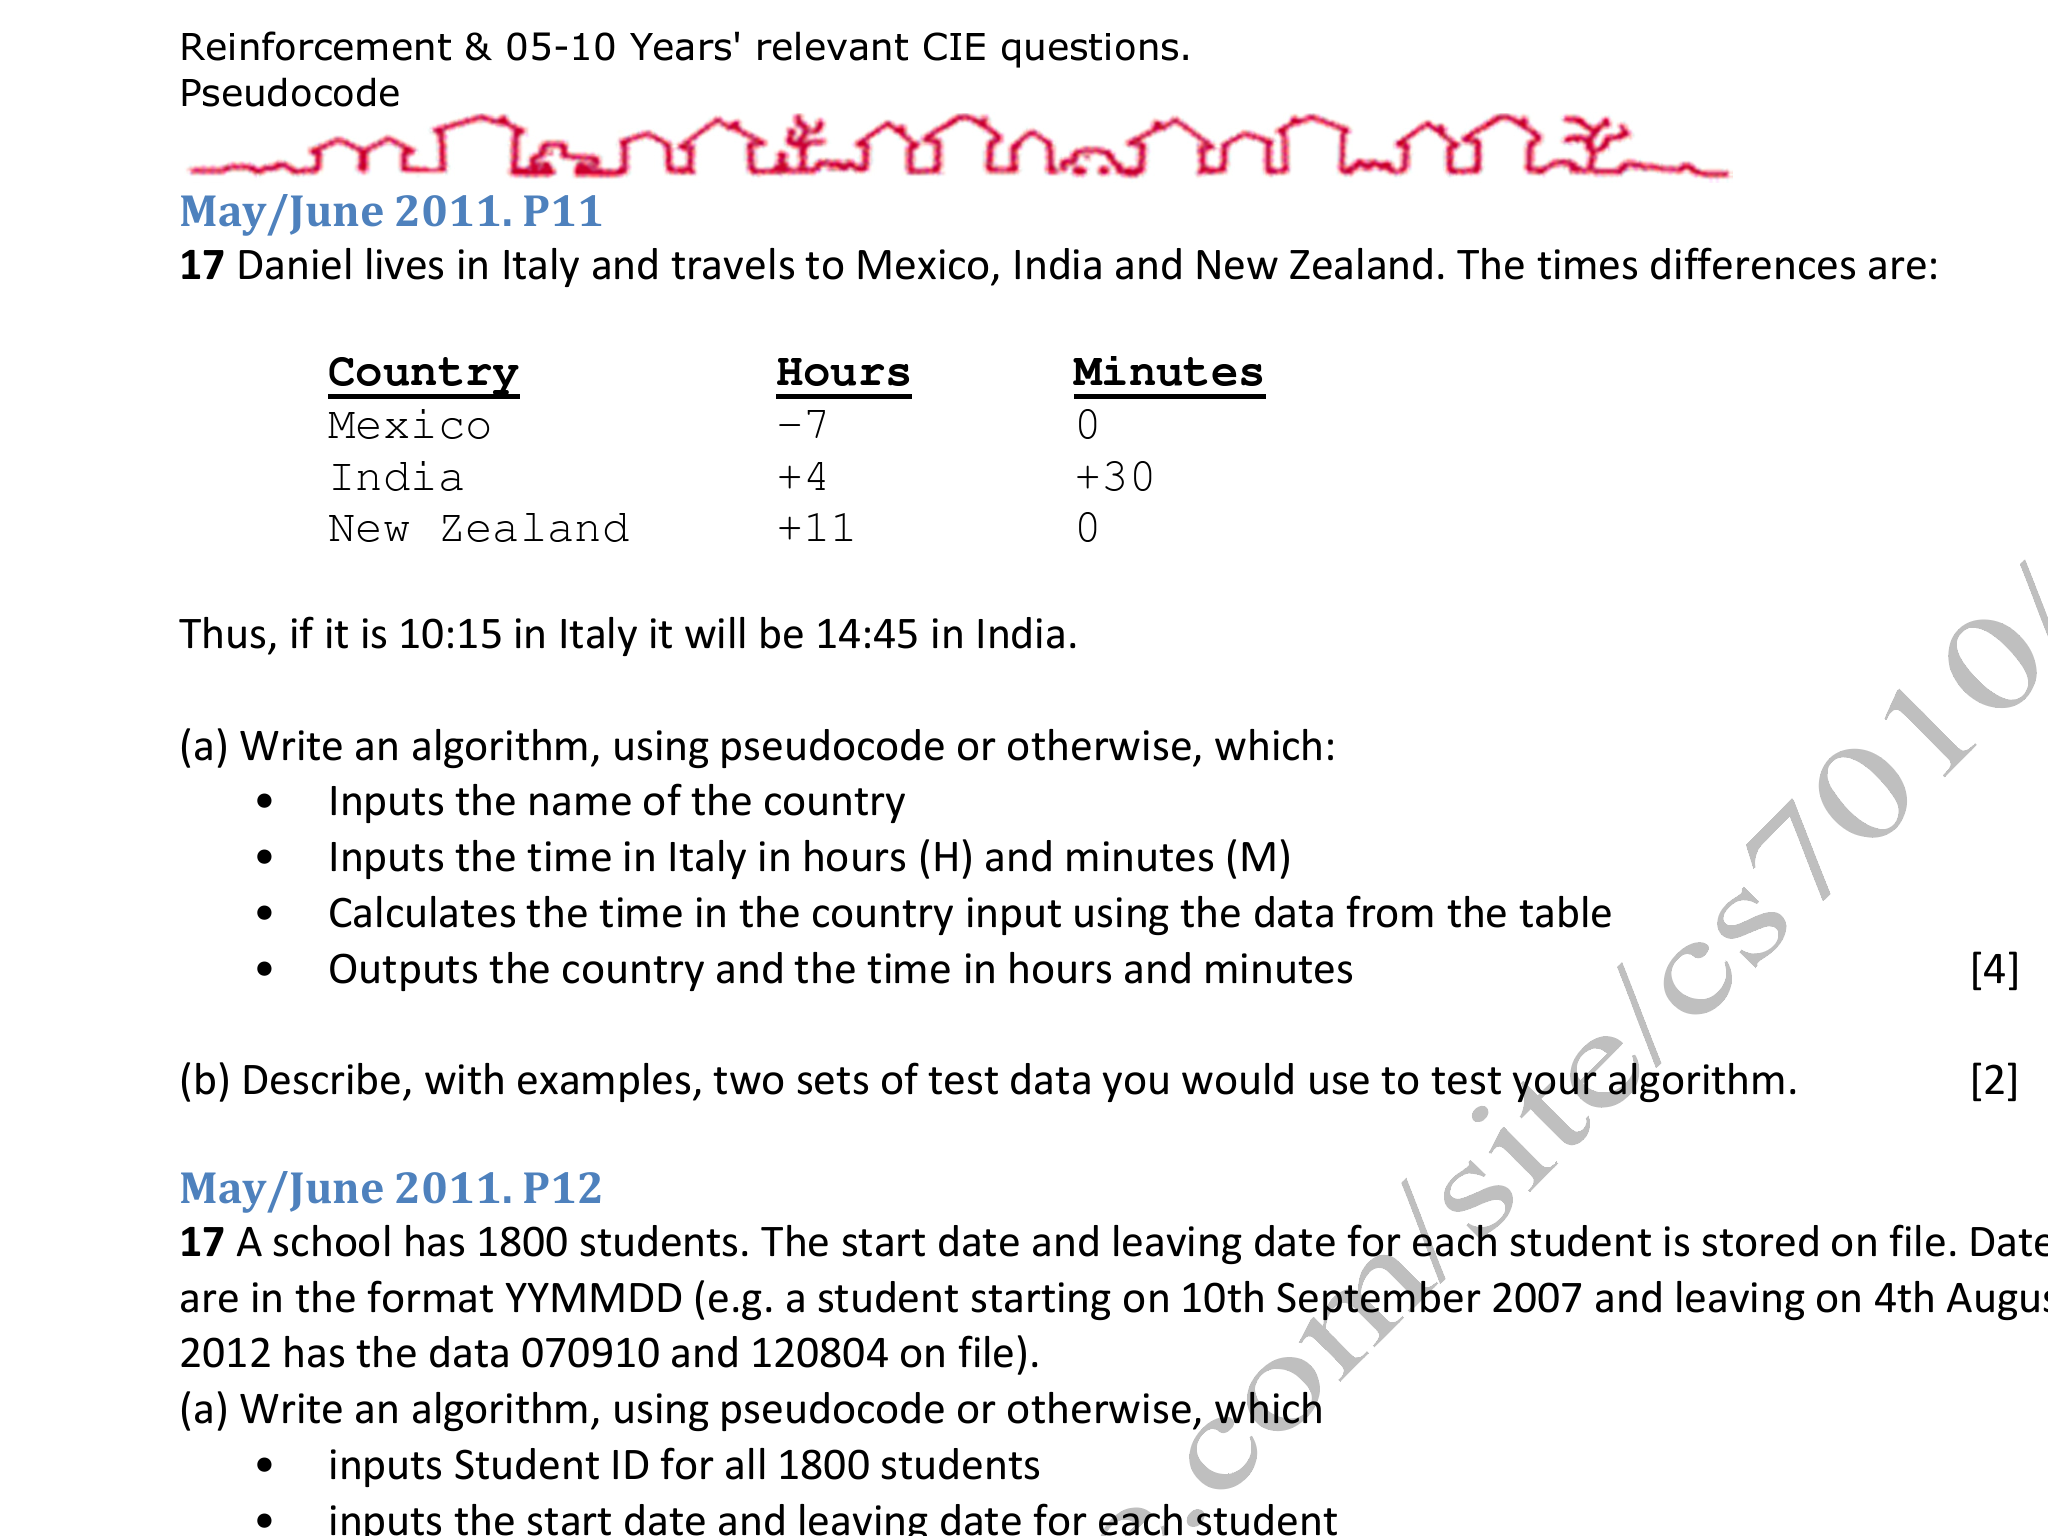 Reinforcement & 05-10 Years' relevant CIE questions.
Pseudocode
May/June 2011. P11
17 Daniel lives in Italy and travels to Mexico, India and New Zealand. The times differences are:
Country Hours Minutes
Mexico –7 0
India +4 +30
New Zealand +11 0
Thus, if it is 10:15 in Italy it will be 14:45 in India.
(a) Write an algorithm, using pseudocode or otherwise, which:
• Inputs the name of the country
• Inputs the time in Italy in hours (H) and minutes (M)
• Calculates the time in the country input using the data from the table
• Outputs the country and the time in hours and minutes [4]
(b) Describe, with examples, two sets of test data you would use to test your algorithm. [2]
May/June 2011. P12
17 A school has 1800 students. The start date and leaving date for each student is stored on file. Date
are in the format YYMMDD (e.g. a student starting on 10th September 2007 and leaving on 4th Augus
2012 has the data 070910 and 120804 on file).
(a) Write an algorithm, using pseudocode or otherwise, which
• inputs Student ID for all 1800 students
• inputs the start date and leaving date for each student
.com/site/cs7010/